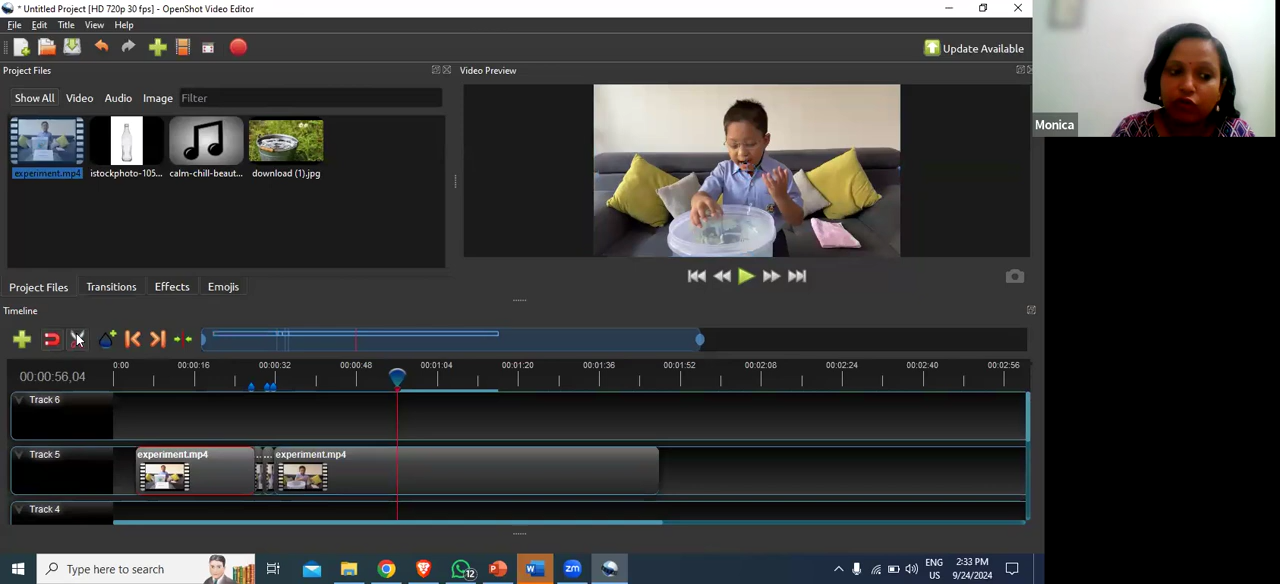 * Untitled Project [HD 720p 30 fps] - OpenShot Video Editor
File Edit Title View Help
Update Available
Project Files
Video Preview
Show All Video Audio Image Filter
experiment.mp4 istockphoto-105... calm-chill-beaut... download (1).jpg
Monica
Project Files Transitions Effects Emojis
Timeline
00:00:56,04
0:00 00:00:16 00:00:32 00:00:48 00:01:04 00:01:20 00:01:36 00:01:52 00:02:08 00:02:24 00:02:40 00:02:56
Track 6
Track 5
experiment.mp4 ... ... experiment.mp4
Track 4
Type here to search
12
ENG
US
2:33 PM
9/24/2024